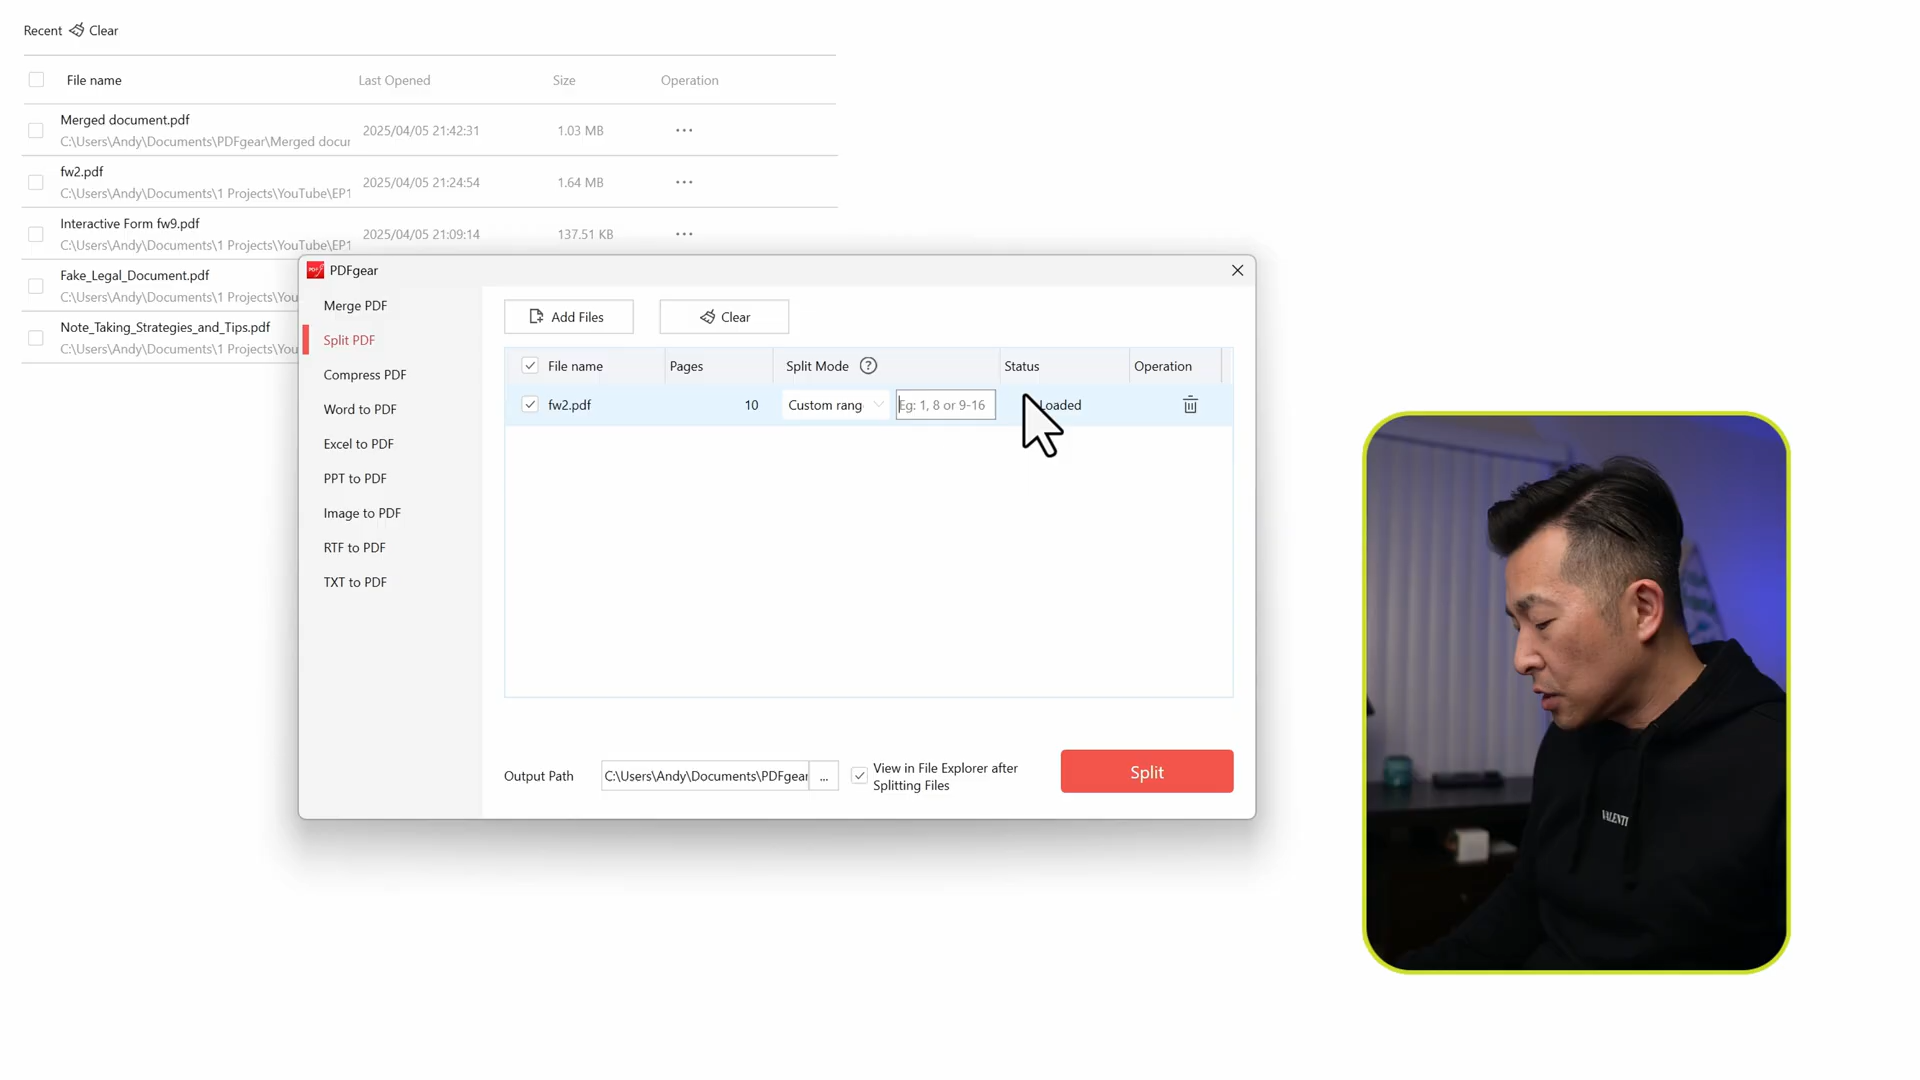 Recent Clear
File name Last Opened Size Operation
Merged document.pdf
C:\Users\Andy\Documents\PDFgear\Merged docur
2025/04/05 21:42:31 1.03 MB ...
fw2.pdf
C:\Users\Andy\Documents\1 Projects\YouTube\EP1
2025/04/05 21:24:54 1.64 MB ...
Interactive Form fw9.pdf
C:\Users\Andy\Documents\1 Projects\YouTube\EP1
2025/04/05 21:09:14 137.51 KB ...
Fake_Legal_Document.pdf
C:\Users\Andy\Documents\1 Projects\You
Note_Taking_Strategies_and_Tips.pdf
C:\Users\Andy\Documents\1 Projects\You
PDFgear
Merge PDF
Split PDF
Compress PDF
Word to PDF
Excel to PDF
PPT to PDF
Image to PDF
RTF to PDF
TXT to PDF
Add Files Clear
File name Pages Split Mode ? Status Operation
fw2.pdf 10 Custom rang Eg: 1, 8 or 9-16 Loaded
Output Path C:\Users\Andy\Documents\PDFgear ...
View in File Explorer after
Splitting Files
Split
VALENTI